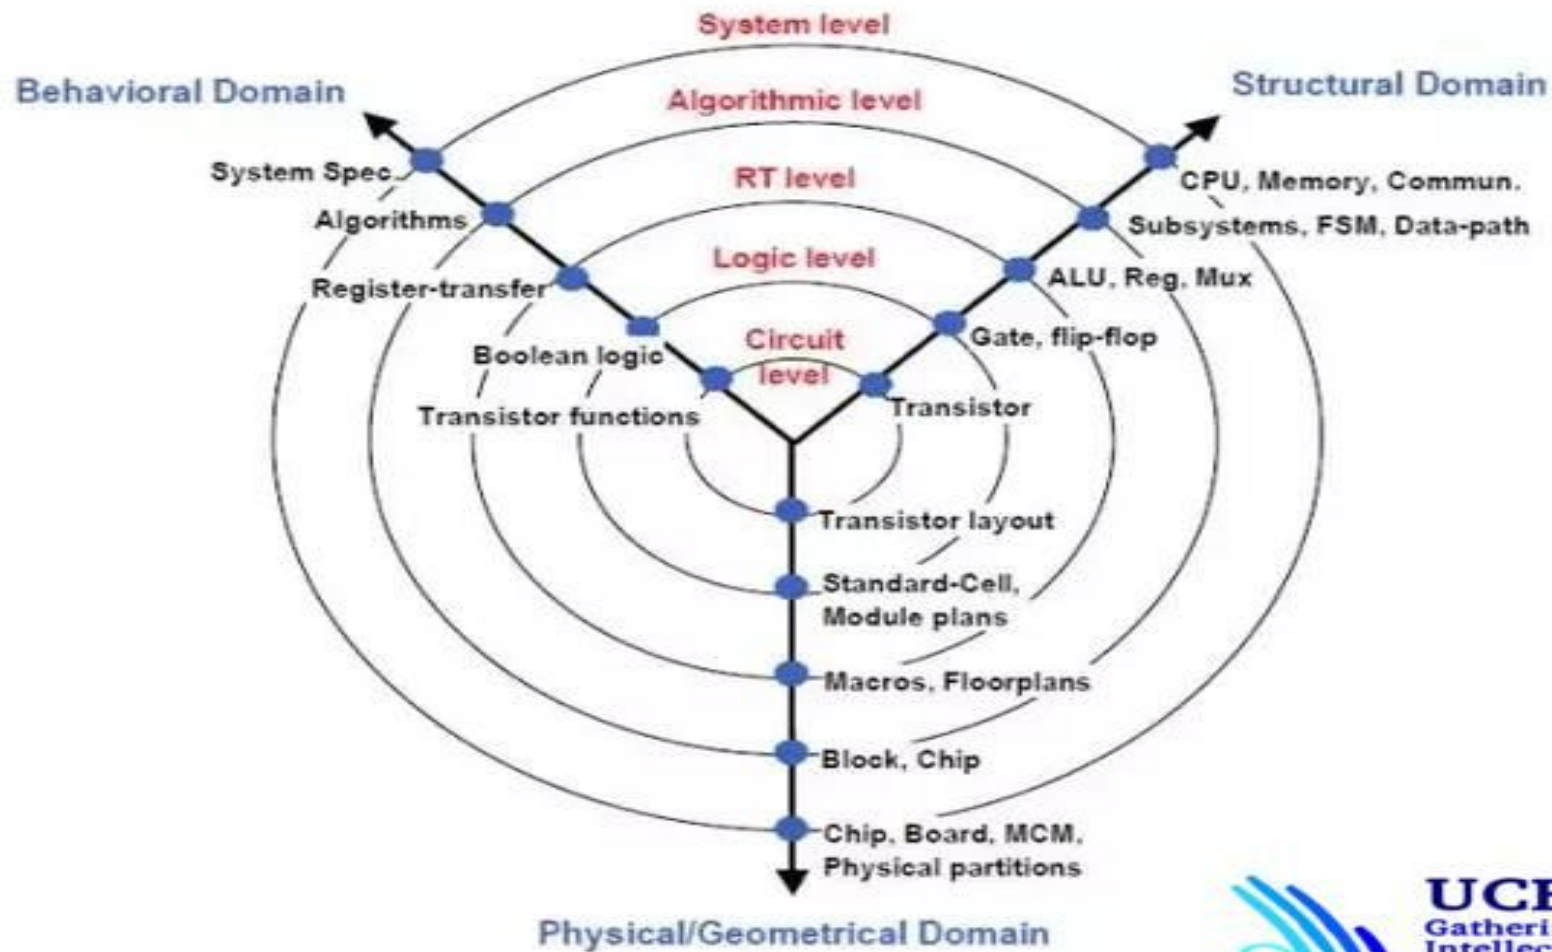 System level
Behavioral Domain
Structural Domain
Algorithmic level
System Spec.
RT level
CPU, Memory, Commun.
Algorithms
Subsystems, FSM, Data-path
Logic level
Register-transfer
ALU, Reg, Mux
Circuit
level
Boolean logic
Gate, flip-flop
Transistor functions
Transistor
Transistor layout
Standard-Cell,
Module plans
Macros, Floorplans
Block, Chip
Chip, Board, MCM,
Physical partitions
Physical/Geometrical Domain